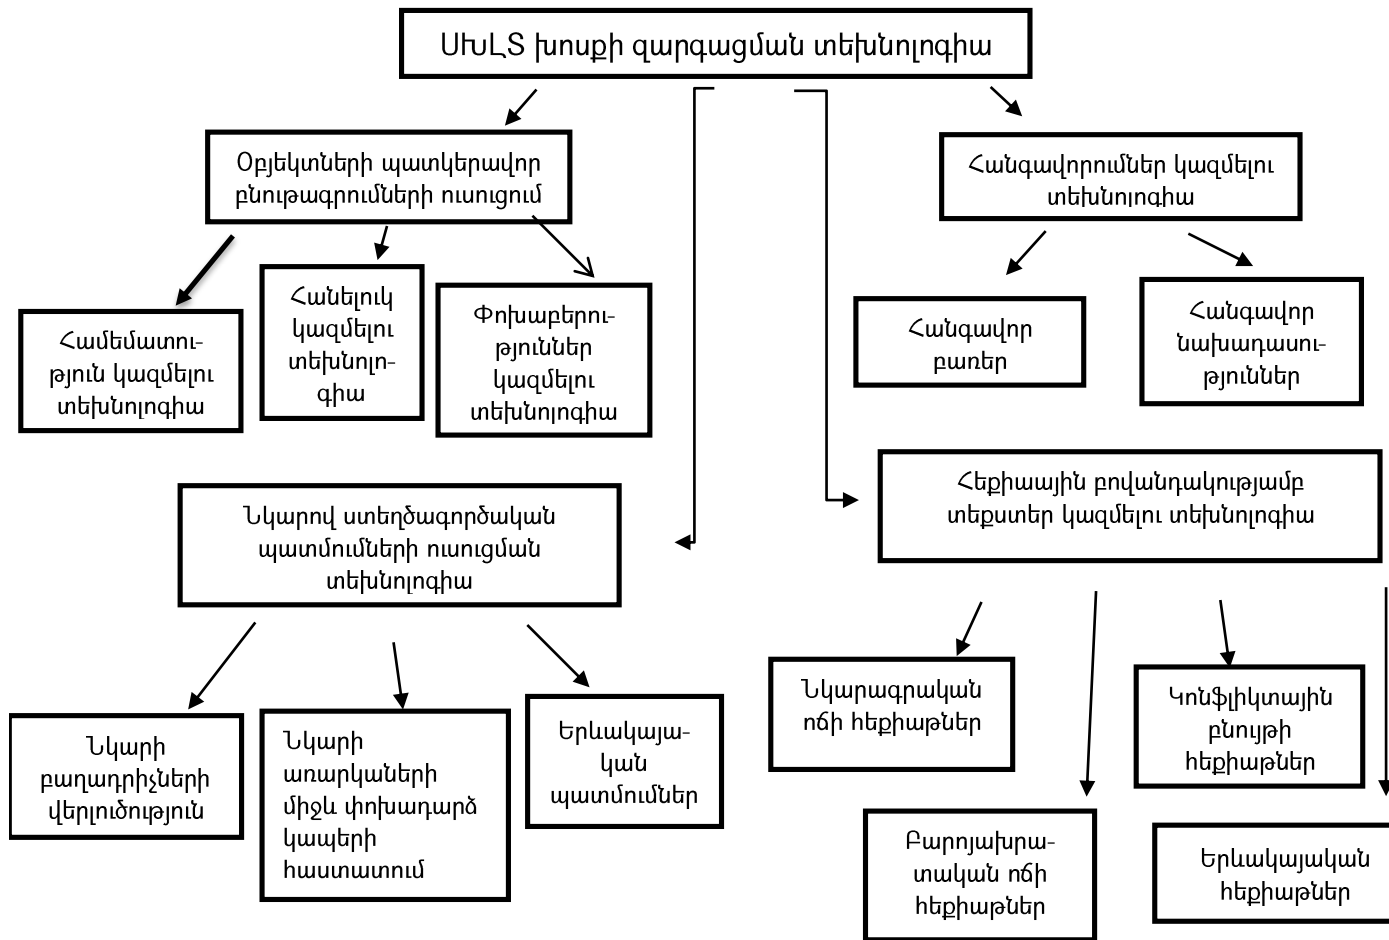 ՍԽԼՏ խոսքի զարգացման տեխնոլոգիա
Օբյեկտների պատկերավոր
բնութագրումների ուսուցում
Հանգավորումներ կազմելու
տեխնոլոգիա
Համեմատու-
թյուն կազմելու
տեխնոլոգիա
Հանելուկ
կազմելու
տեխնոլո-
գիա
Փոխաբերու-
թյուններ
կազմելու
տեխնոլոգիա
Հանգավոր
բառեր
Հանգավոր
նախադասու-
թյուններ
Նկարով ստեղծագործական
պատմումների ուսուցման
տեխնոլոգիա
Հեքիաային բովանդակությամբ
տեքստեր կազմելու տեխնոլոգիա
Նկարի
բաղադրիչների
վերլուծություն
Նկարի
առարկաների
միջև փոխադարձ
կապերի
հաստատում
Երևակայա-
կան
պատմումներ
Նկարագրական
ոճի հեքիաթներ
Բարոյախրա-
տական ոճի
հեքիաթներ
Կոնֆլիկտային
բնույթի
հեքիաթներ
Երևակայական
հեքիաթներ